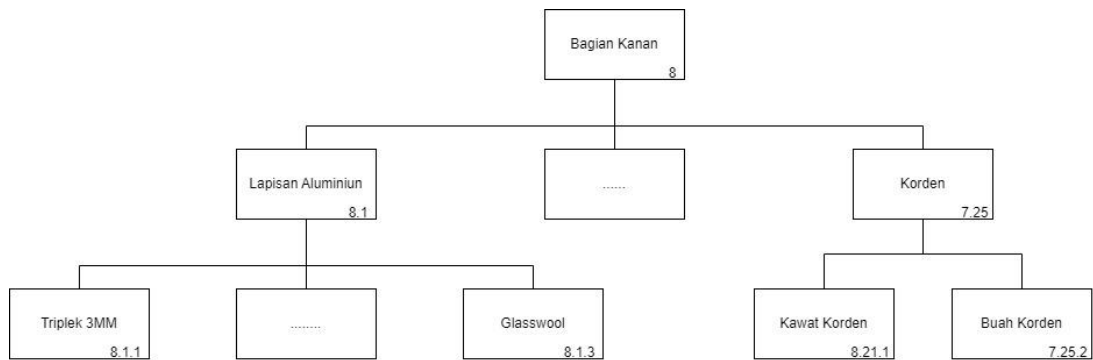 Bagian Kanan
8
Lapisan Aluminiun
8.1
......
Korden
7.25
Triplek 3MM
8.1.1
........
Glasswool
8.1.3
Kawat Korden
8.21.1
Buah Korden
7.25.2